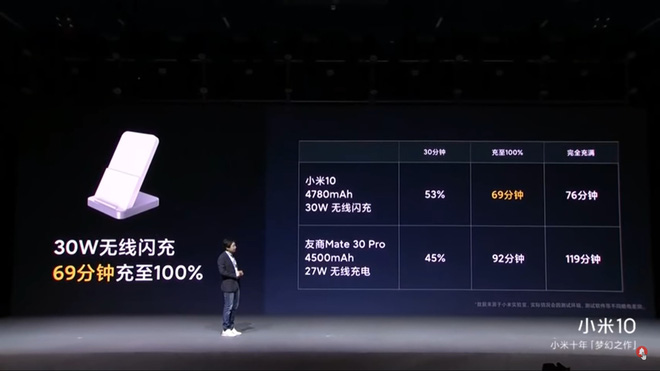 30W无线闪充
69分钟充至100%
30分钟 充至100% 完全充满
小米10
4780mAh
30W 无线闪充
53% 69分钟 76分钟
友商Mate 30 Pro
4500mAh
27W 无线充电
45% 92分钟 119分钟
小米10
小米十年「梦幻之作」